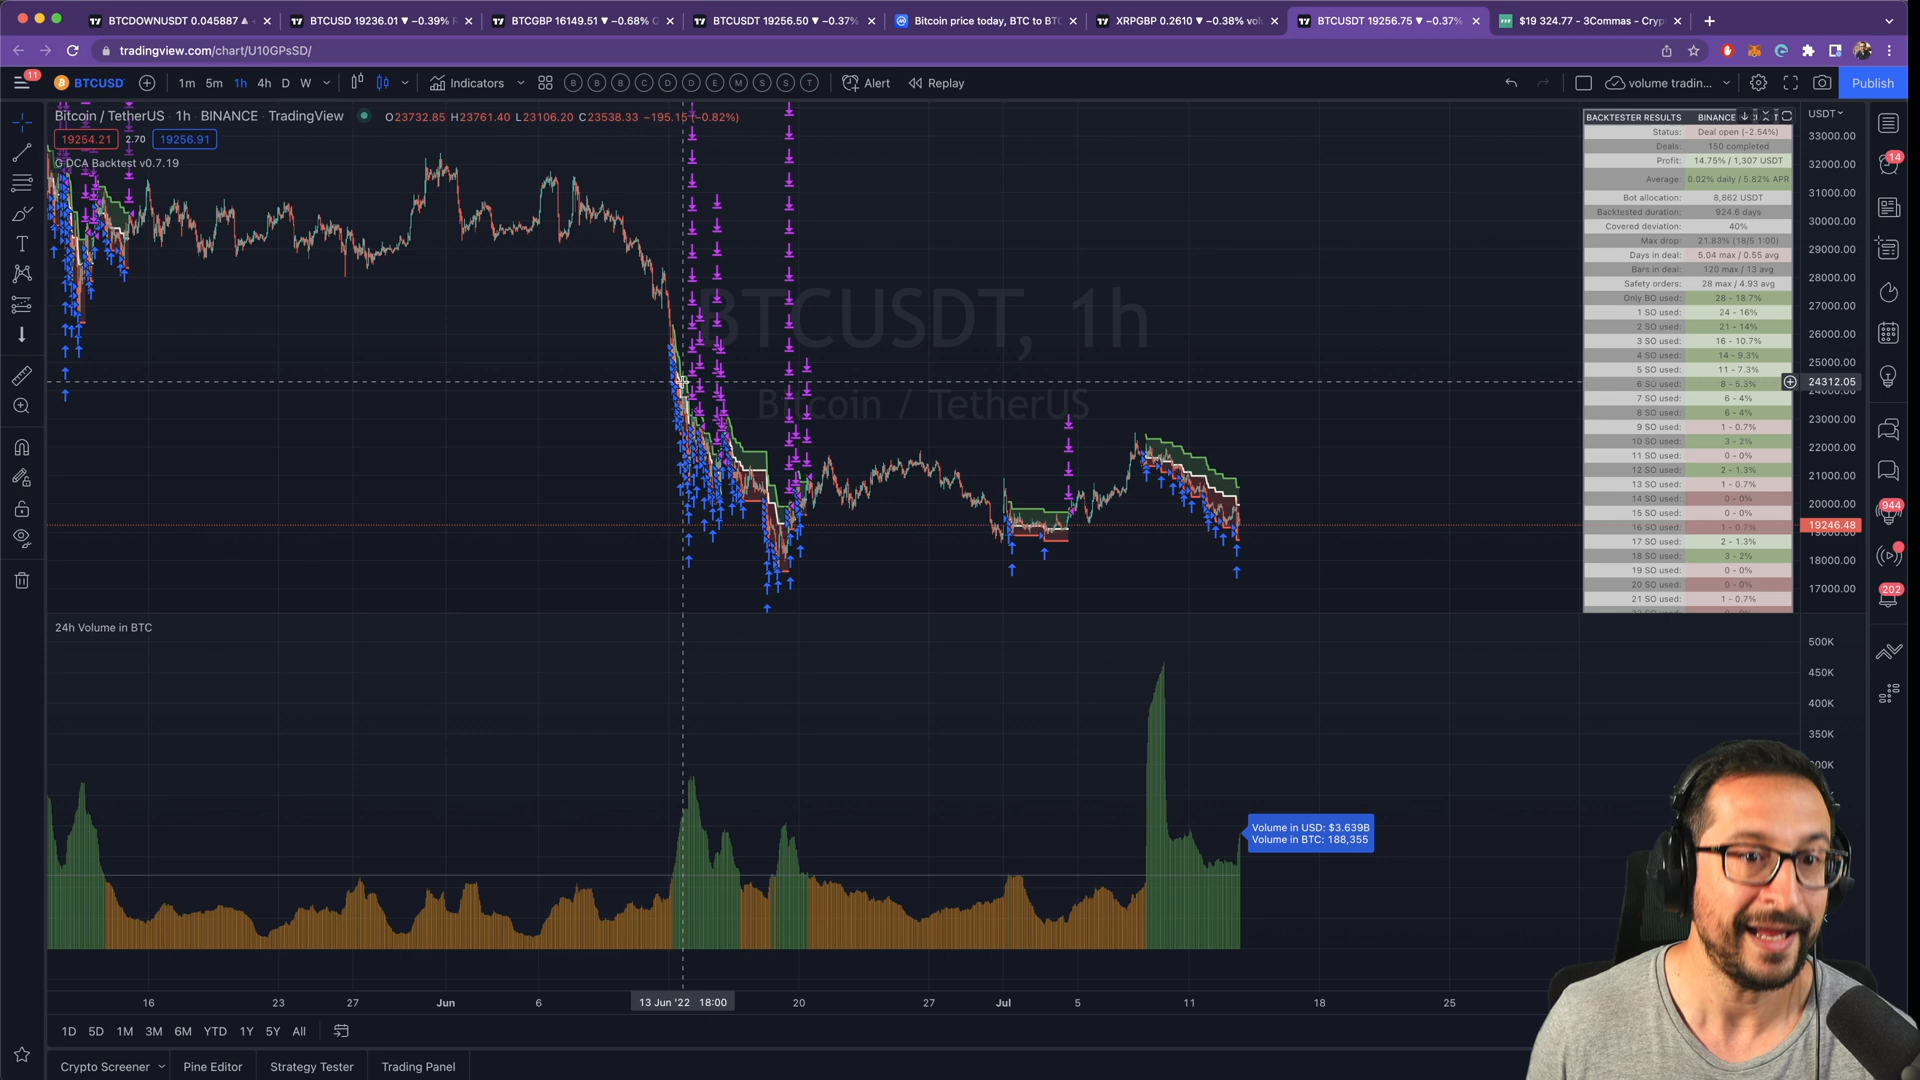 BTCDOWNUSDT 0.045887 ▲
BTCUSD 19236.01 ▼ −0.39%
BTCGBP 16149.51 ▼ −0.68%
BTCUSDT 19256.50 ▼ −0.37%
Bitcoin price today, BTC to BTC
XRPGBP 0.2610 ▼ −0.38% vol
BTCUSDT 19256.75 ▼ −0.37%
$19 324.77 - 3Commas - Cryp
tradingview.com/chart/U10GPsSD/
11
BTCUSD
1m 5m 1h 4h D W
Indicators
B B B C D D E M S S T
Alert
Replay
volume tradin...
Publish
Bitcoin / TetherUS · 1h · BINANCE · TradingView
O23732.85 H23761.40 L23106.20 C23538.33 −195.15 (−0.82%)
19254.21 2.70 19256.91
G DCA Backtest v0.7.19
BTCUSDT, 1h
Bitcoin / TetherUS
BACKTESTER RESULTS BINANCE
Status: Deal open (-2.54%)
Deals: 150 completed
Profit: 14.75% / 1,307 USDT
Average: 0.02% daily / 5.82% APR
Bot allocation: 8,862 USDT
Backtested duration: 924.6 days
Covered deviation: 40%
Max drop: 21.83% (18/5 1:00)
Days in deal: 5.04 max / 0.55 avg
Bars in deal: 120 max / 13 avg
Safety orders: 28 max / 4.93 avg
Only BO used: 28 - 18.7%
1 SO used: 24 - 16%
2 SO used: 21 - 14%
3 SO used: 16 - 10.7%
4 SO used: 14 - 9.3%
5 SO used: 11 - 7.3%
6 SO used: 8 - 5.3%
7 SO used: 6 - 4%
8 SO used: 6 - 4%
9 SO used: 1 - 0.7%
10 SO used: 3 - 2%
11 SO used: 0 - 0%
12 SO used: 2 - 1.3%
13 SO used: 1 - 0.7%
14 SO used: 0 - 0%
15 SO used: 0 - 0%
16 SO used: 1 - 0.7%
17 SO used: 2 - 1.3%
18 SO used: 3 - 2%
19 SO used: 0 - 0%
20 SO used: 0 - 0%
21 SO used: 1 - 0.7%
USDT
33000.00
32000.00
31000.00
30000.00
29000.00
28000.00
27000.00
26000.00
25000.00
24312.05
24000.00
23000.00
22000.00
21000.00
20000.00
19246.48
19000.00
18000.00
17000.00
14
944
202
24h Volume in BTC
500K
450K
400K
350K
Volume in USD: $3.639B
Volume in BTC: 188,355
16 23 27 Jun 6 13 Jun '22 18:00 20 27 Jul 5 11 18 25
1D 5D 1M 3M 6M YTD 1Y 5Y All
Crypto Screener
Pine Editor
Strategy Tester
Trading Panel